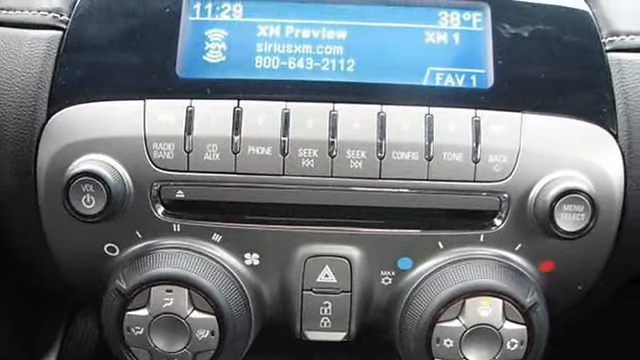 11:29 38°F
XM Preview XM 1
XM
siriusxm.com
800-643-2112
FAV 1
RADIO BAND
CD AUX
PHONE
SEEK
SEEK
CONFIG
TONE
BACK
VOL
MENU SELECT
MAX